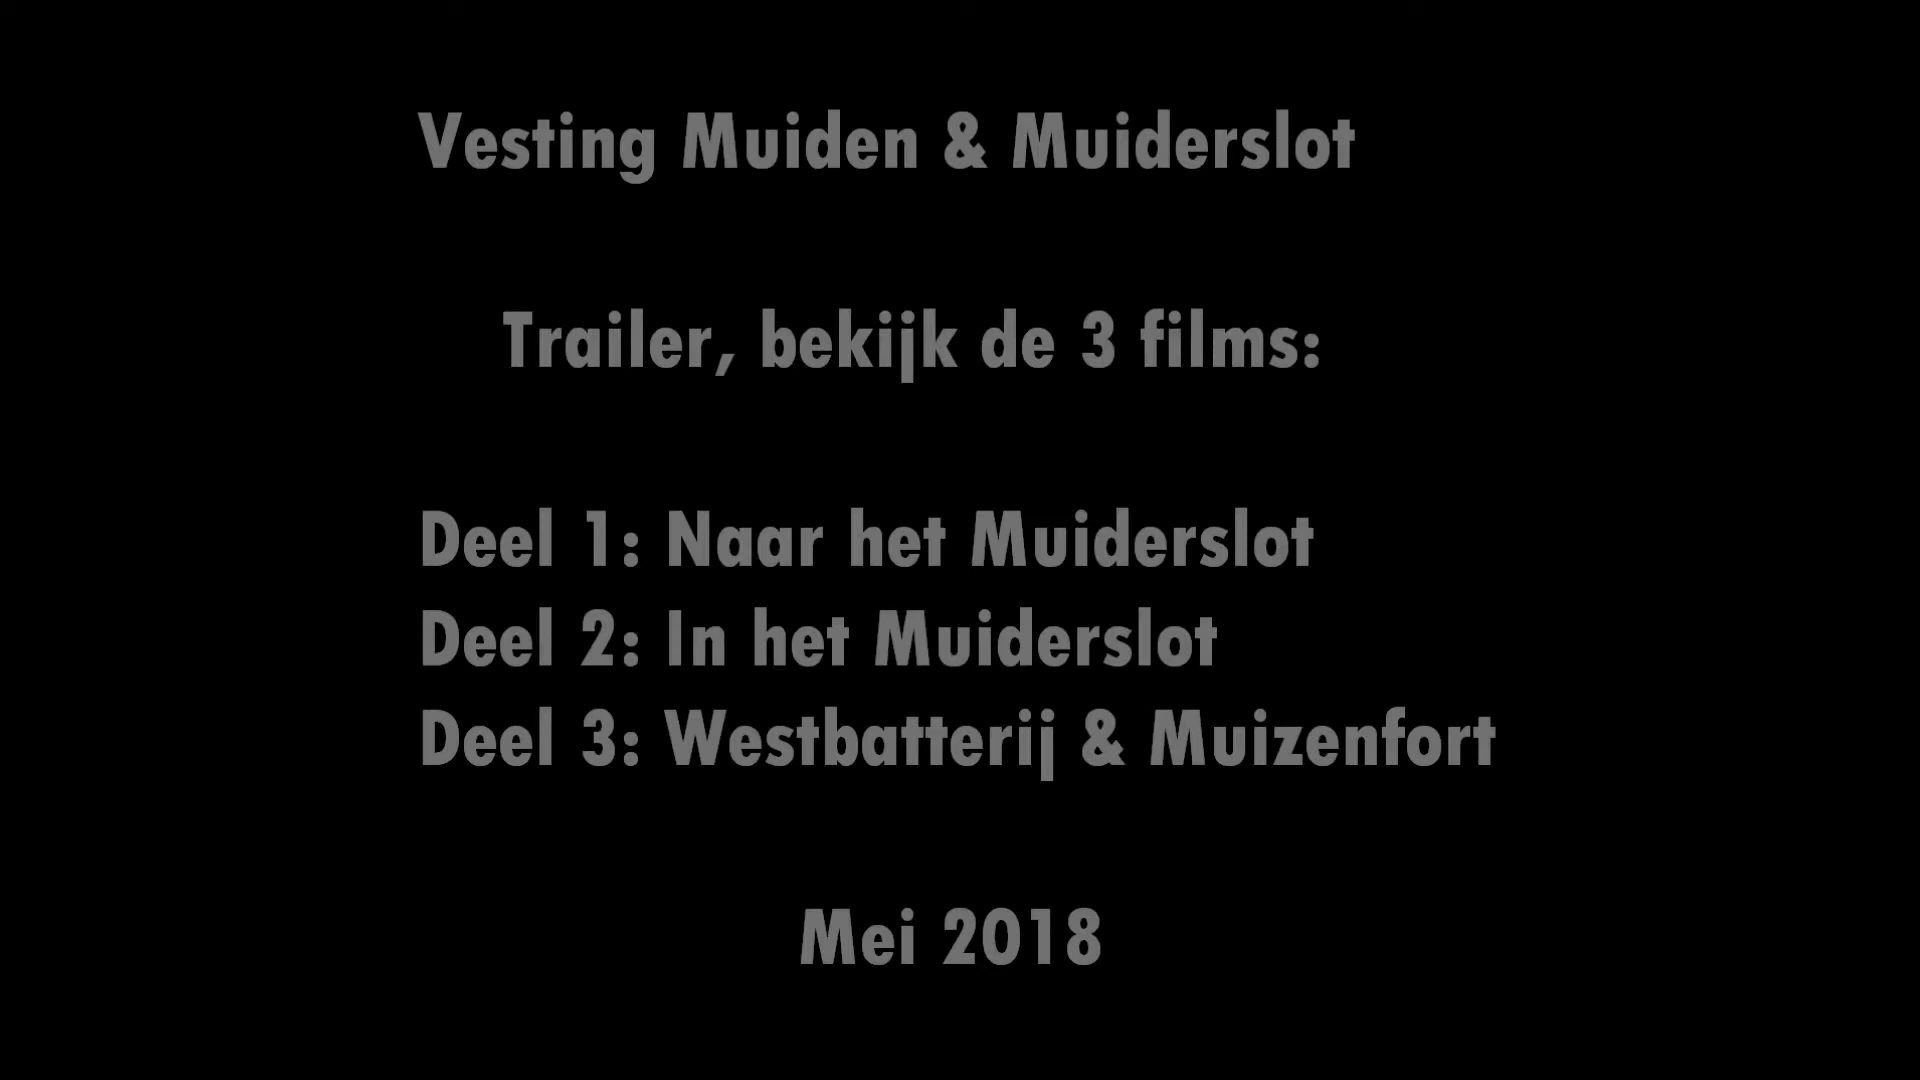 Vesting Muiden & Muiderslot
Trailer, bekijk de 3 films:
Deel 1: Naar het Muiderslot
Deel 2: In het Muiderslot
Deel 3: Westbatterij & Muizenfort
Mei 2018